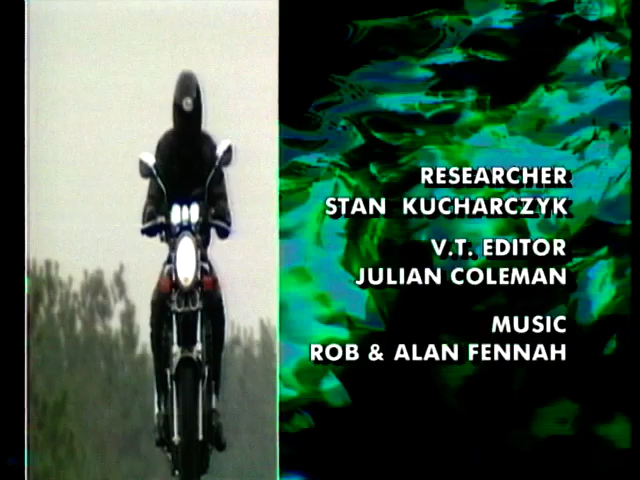 RESEARCHER
STAN KUCHARCZYK
V.T. EDITOR
JULIAN COLEMAN
MUSIC
ROB & ALAN FENNAH